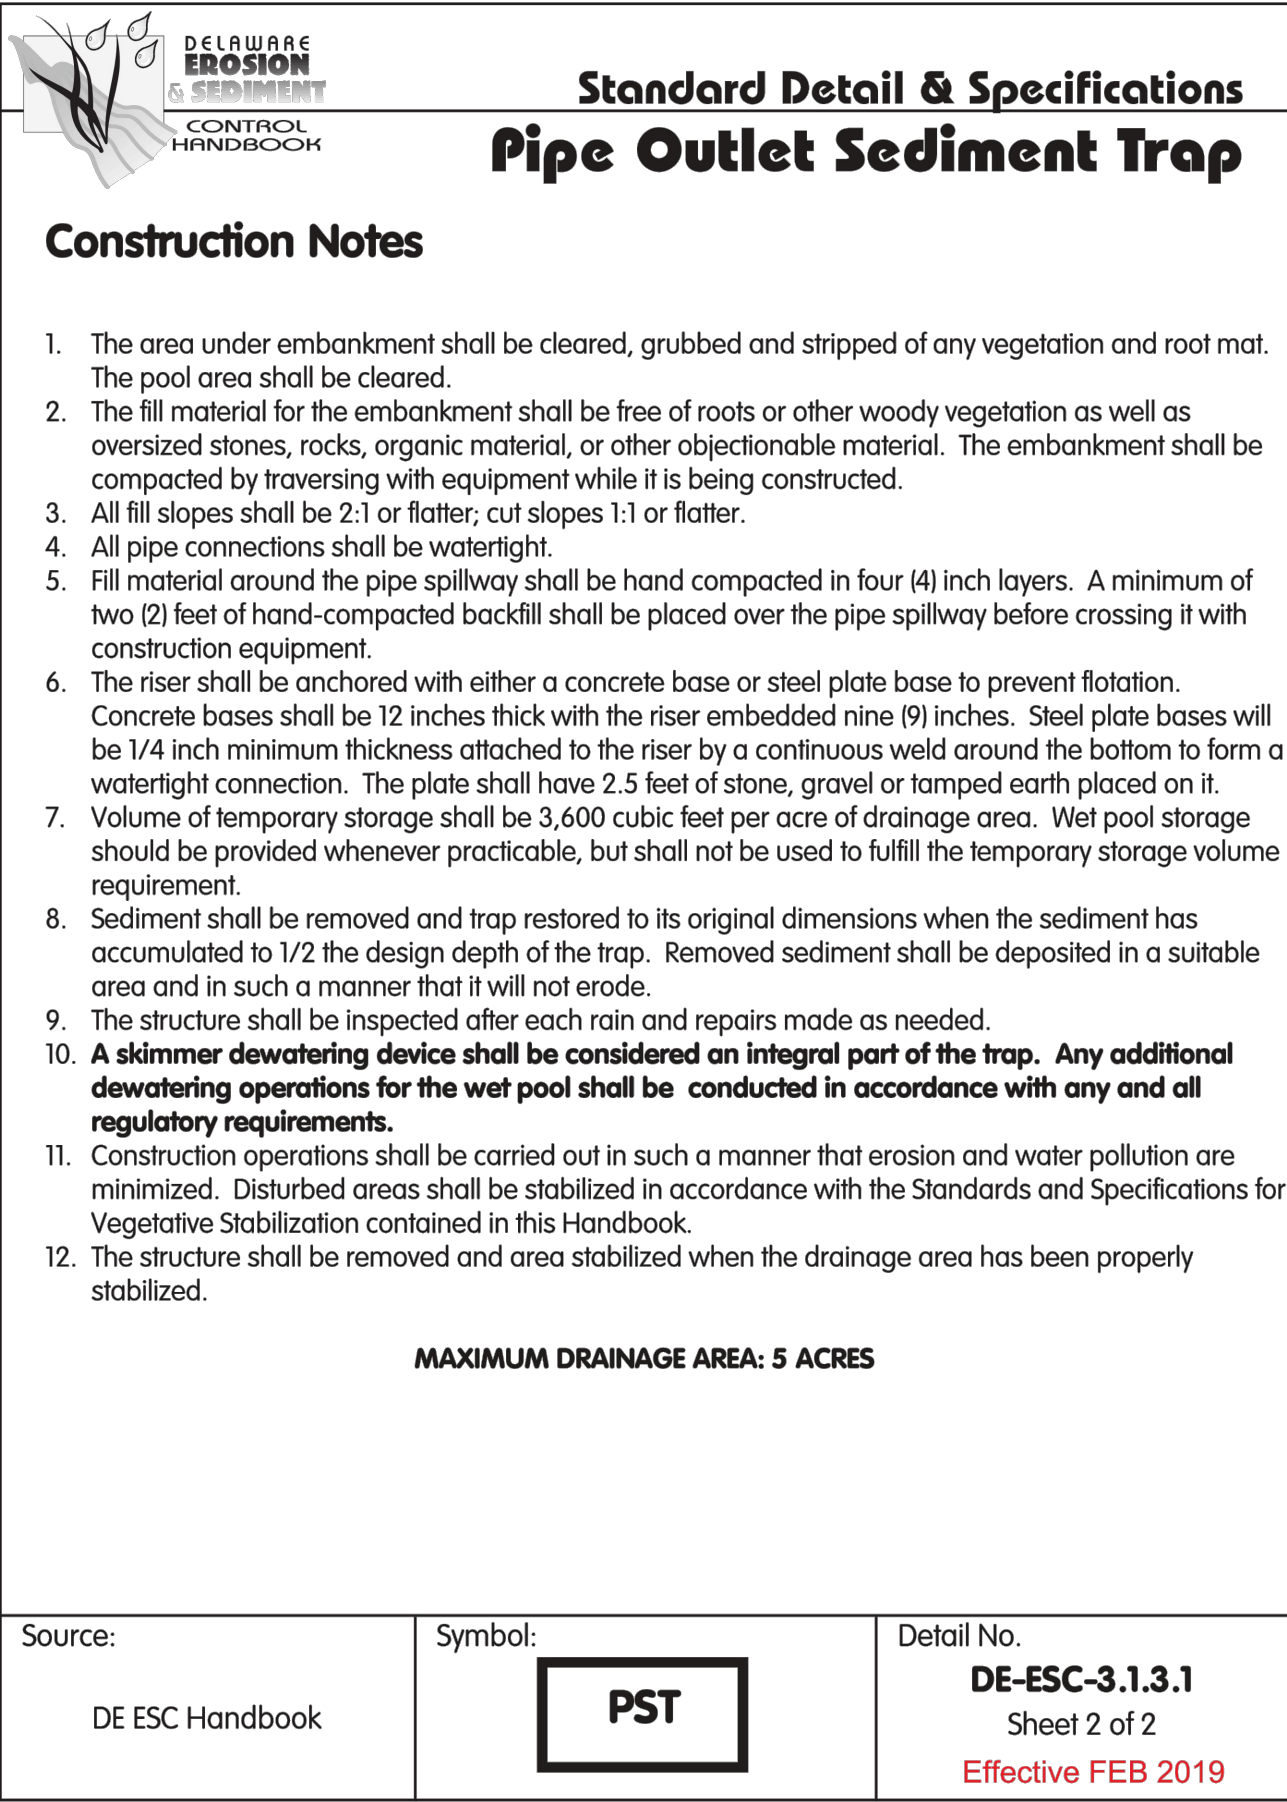 DELAWARE
EROSION
& SEDIMENT
CONTROL
HANDBOOK
Standard Detail & Specifications
Pipe Outlet Sediment Trap
Construction Notes
1. The area under embankment shall be cleared, grubbed and stripped of any vegetation and root mat.
The pool area shall be cleared.
2. The fill material for the embankment shall be free of roots or other woody vegetation as well as
oversized stones, rocks, organic material, or other objectionable material. The embankment shall be
compacted by traversing with equipment while it is being constructed.
3. All fill slopes shall be 2:1 or flatter; cut slopes 1:1 or flatter.
4. All pipe connections shall be watertight.
5. Fill material around the pipe spillway shall be hand compacted in four (4) inch layers. A minimum of
two (2) feet of hand-compacted backfill shall be placed over the pipe spillway before crossing it with
construction equipment.
6. The riser shall be anchored with either a concrete base or steel plate base to prevent flotation.
Concrete bases shall be 12 inches thick with the riser embedded nine (9) inches. Steel plate bases will
be 1/4 inch minimum thickness attached to the riser by a continuous weld around the bottom to form a
watertight connection. The plate shall have 2.5 feet of stone, gravel or tamped earth placed on it.
7. Volume of temporary storage shall be 3,600 cubic feet per acre of drainage area. Wet pool storage
should be provided whenever practicable, but shall not be used to fulfill the temporary storage volume
requirement.
8. Sediment shall be removed and trap restored to its original dimensions when the sediment has
accumulated to 1/2 the design depth of the trap. Removed sediment shall be deposited in a suitable
area and in such a manner that it will not erode.
9. The structure shall be inspected after each rain and repairs made as needed.
10. A skimmer dewatering device shall be considered an integral part of the trap. Any additional
dewatering operations for the wet pool shall be conducted in accordance with any and all
regulatory requirements.
11. Construction operations shall be carried out in such a manner that erosion and water pollution are
minimized. Disturbed areas shall be stabilized in accordance with the Standards and Specifications for
Vegetative Stabilization contained in this Handbook.
12. The structure shall be removed and area stabilized when the drainage area has been properly
stabilized.
MAXIMUM DRAINAGE AREA: 5 ACRES
Source:
DE ESC Handbook
Symbol:
PST
Detail No.
DE-ESC-3.1.3.1
Sheet 2 of 2
Effective FEB 2019